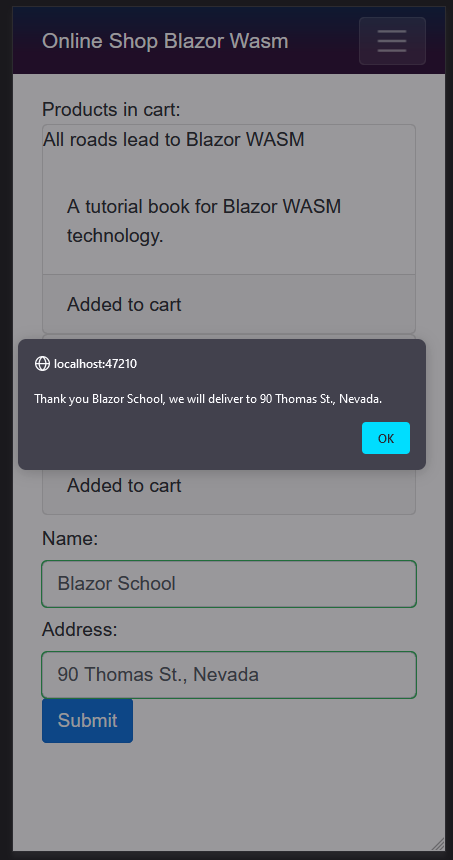 Online Shop Blazor Wasm
Products in cart:
All roads lead to Blazor WASM
A tutorial book for Blazor WASM
technology.
Added to cart
localhost:47210
Thank you Blazor School, we will deliver to 90 Thomas St., Nevada.
OK
Added to cart
Name:
Blazor School
Address:
90 Thomas St., Nevada
Submit